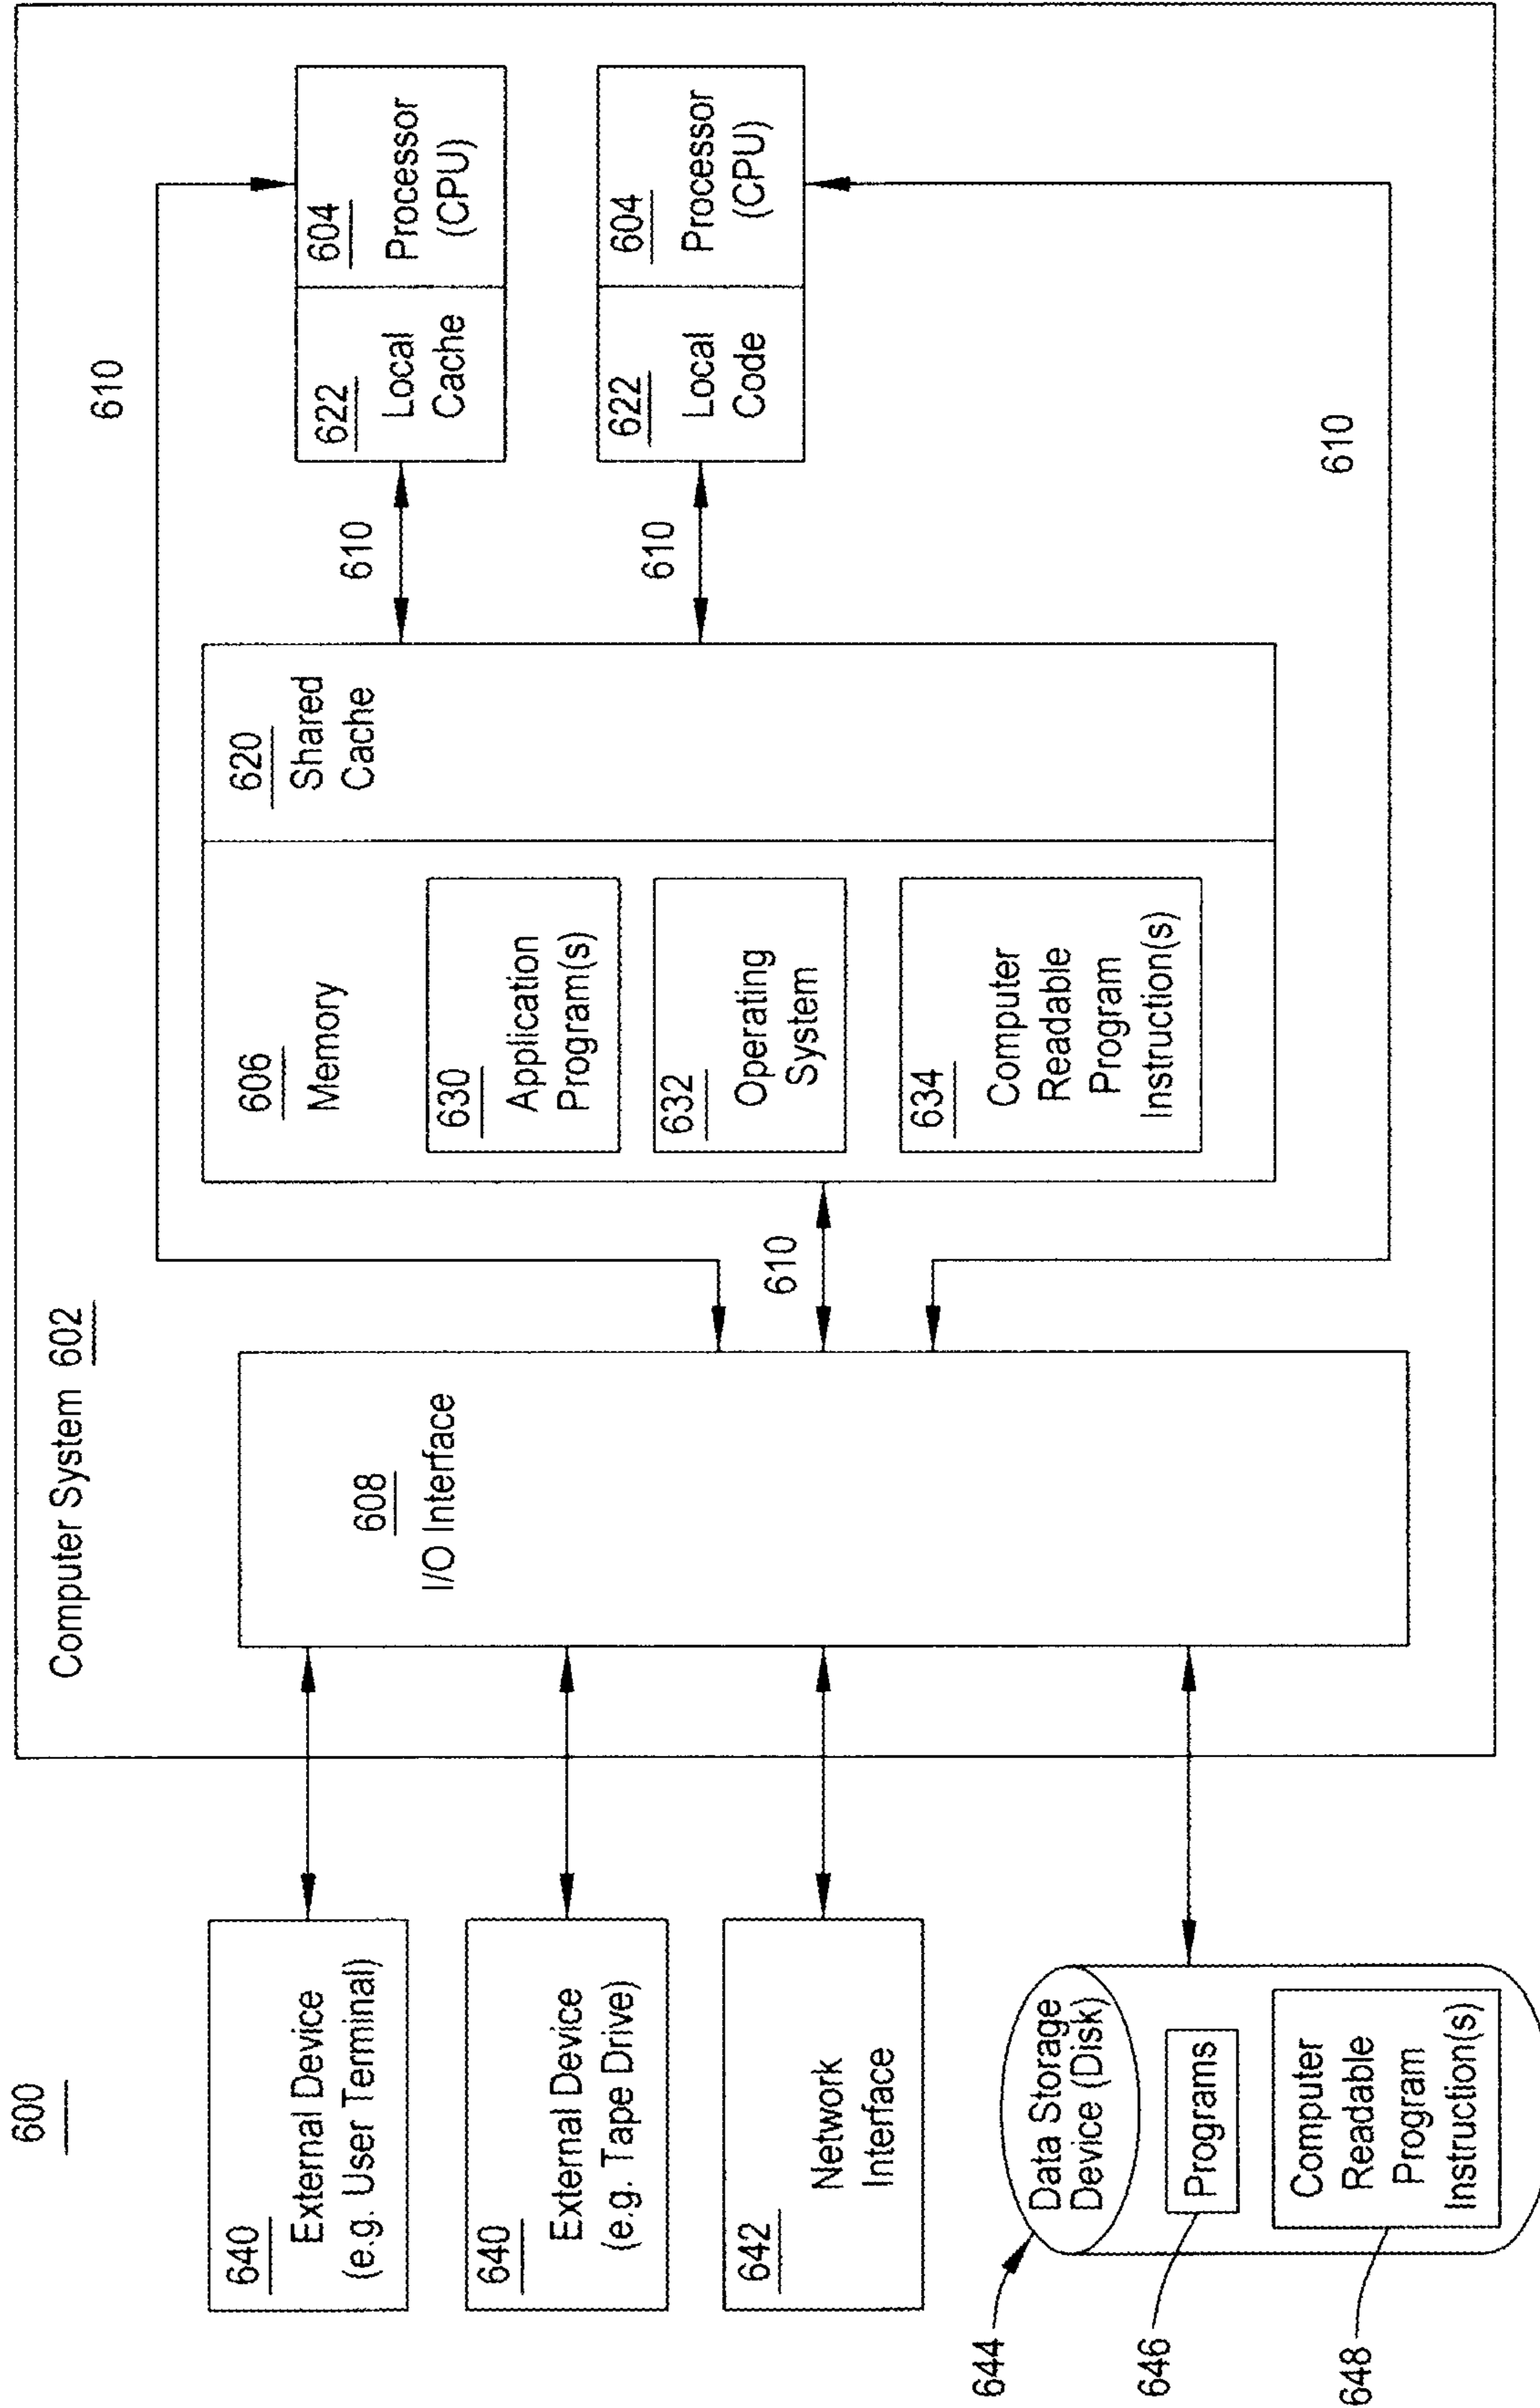 600
Computer System 602
640
External Device
(e.g. User Terminal)
640
External Device
(e.g. Tape Drive)
642
Network
Interface
644
Data Storage
Device (Disk)
646
Programs
648
Computer
Readable
Program
Instruction(s)
608
I/O Interface
610
606
Memory
630
Application
Program(s)
632
Operating
System
634
Computer
Readable
Program
Instruction(s)
620
Shared
Cache
610
610
610
610
622
Local
Cache
604
Processor
(CPU)
622
Local
Code
604
Processor
(CPU)